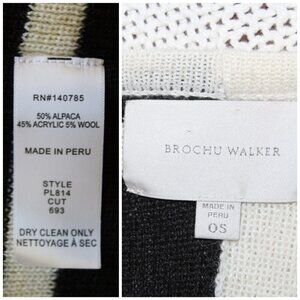 RN#140785
50% ALPACA
45% ACRYLIC 5% WOOL
MADE IN PERU
STYLE
PL814
CUT
693
DRY CLEAN ONLY
NETTOYAGE À SEC
BROCHU WALKER
MADE IN
PERU
OS